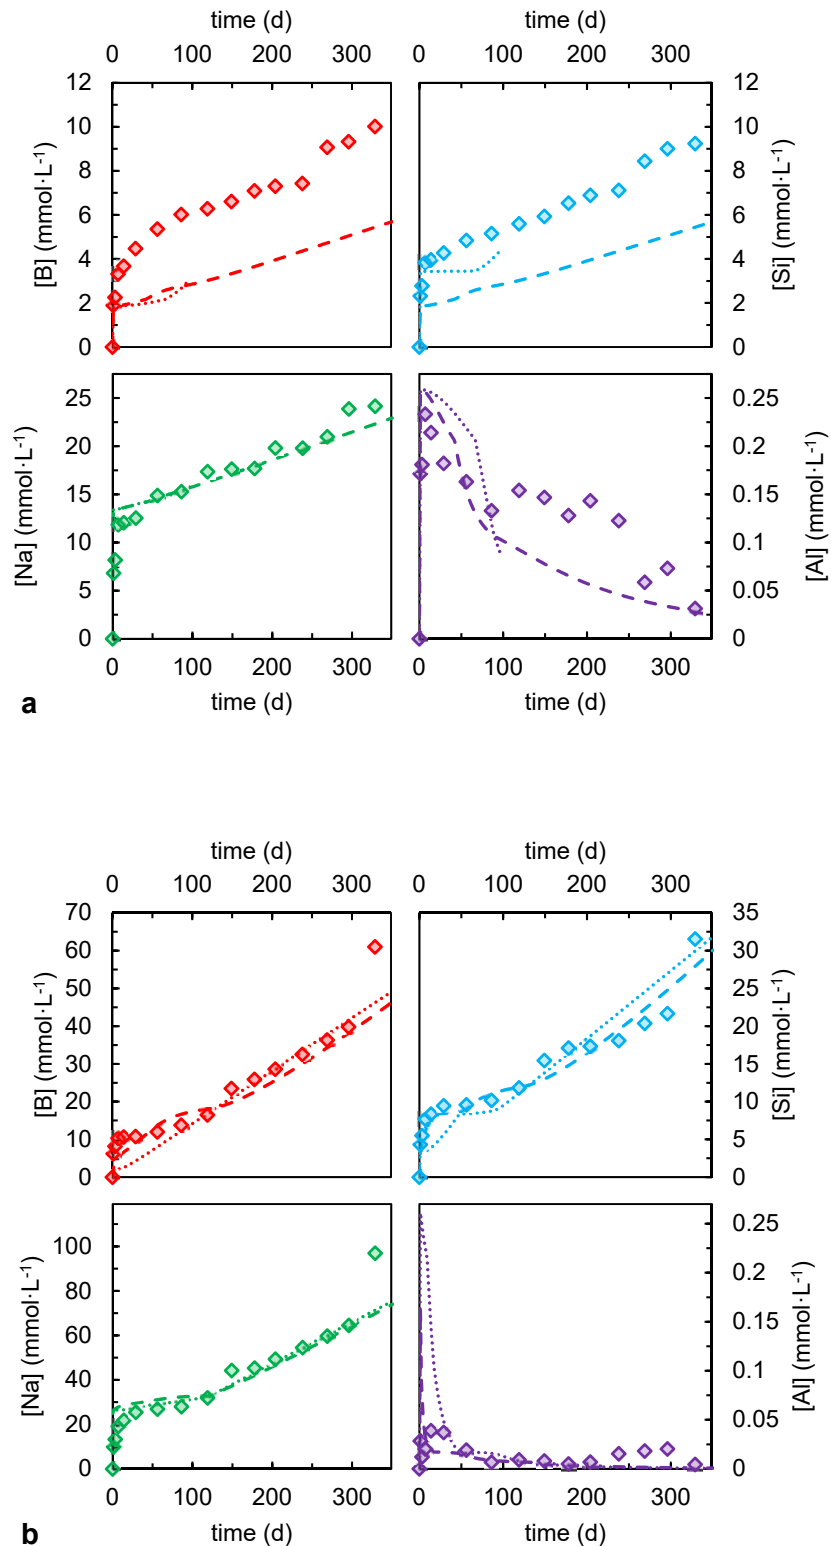 time (d) time (d)
0 100 200 300 0 100 200 300
12 12
10 10
8 8
6 6
4 4
2 2
0 0
[B] (mmol·L-1) [Si] (mmol·L-1)
25 0.25
20 0.2
15 0.15
10 0.1
5 0.05
0 0
[Na] (mmol·L-1) [Al] (mmol·L-1)
0 100 200 300 0 100 200 300
time (d) time (d)
a
time (d) time (d)
0 100 200 300 0 100 200 300
70 35
60 30
50 25
40 20
30 15
20 10
10 5
0 0
[B] (mmol·L-1) [Si] (mmol·L-1)
100 0.25
80 0.2
60 0.15
40 0.1
20 0.05
0 0
[Na] (mmol·L-1) [Al] (mmol·L-1)
0 100 200 300 0 100 200 300
time (d) time (d)
b